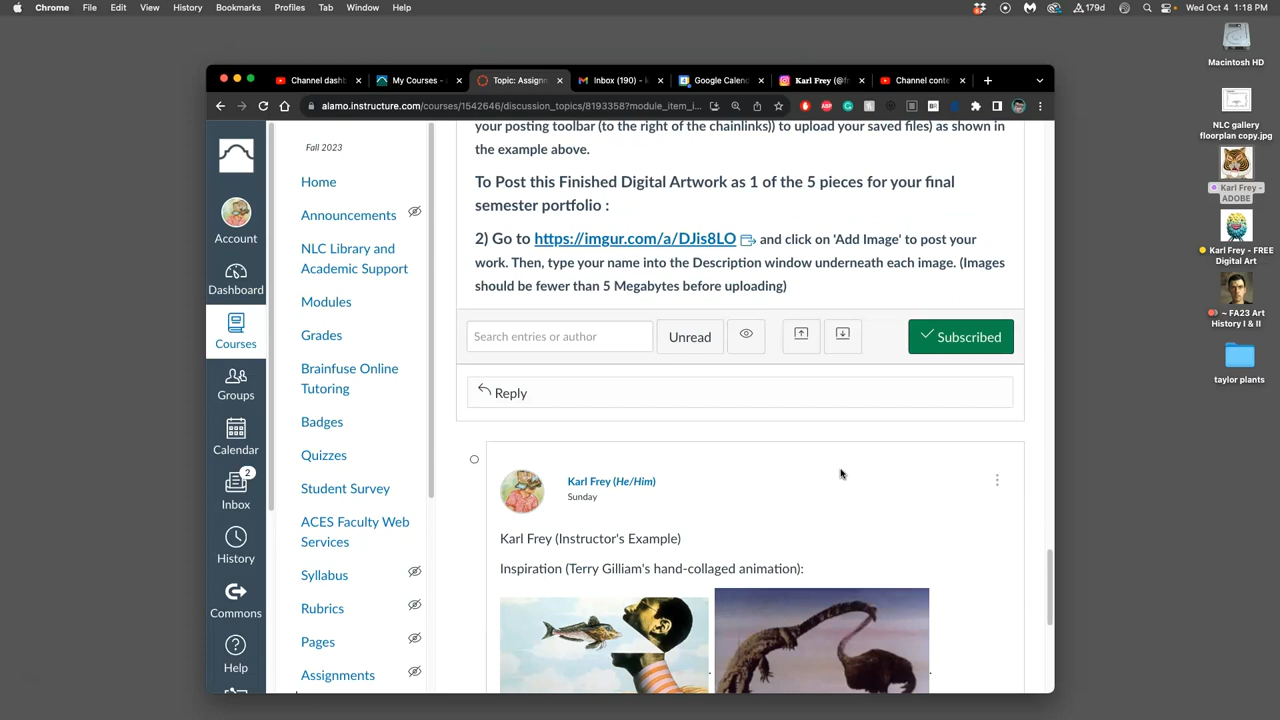 Chrome File Edit View History Bookmarks Profiles Tab Window Help
179d
Wed Oct 4 1:18 PM
Channel dash
My Courses -
Topic: Assign
Inbox (190) -
Google Calen
Karl Frey (@fr
Channel conte
alamo.instructure.com/courses/1542646/discussion_topics/8193358?module_item_i...
ABP
Account
Dashboard
Courses
Groups
Calendar
2
Inbox
History
Commons
Help
Fall 2023
Home
Announcements
NLC Library and
Academic Support
Modules
Grades
Brainfuse Online
Tutoring
Badges
Quizzes
Student Survey
ACES Faculty Web
Services
Syllabus
Rubrics
Pages
Assignments
your posting toolbar (to the right of the chainlinks)) to upload your saved files) as shown in
the example above.
To Post this Finished Digital Artwork as 1 of the 5 pieces for your final
semester portfolio :
2) Go to https://imgur.com/a/DJis8LO and click on 'Add Image' to post your
work. Then, type your name into the Description window underneath each image. (Images
should be fewer than 5 Megabytes before uploading)
Search entries or author
Unread
Subscribed
Reply
Karl Frey (He/Him)
Sunday
Karl Frey (Instructor's Example)
Inspiration (Terry Gilliam's hand-collaged animation):
Macintosh HD
NLC gallery
floorplan copy.jpg
Karl Frey -
ADOBE
Karl Frey - FREE
Digital Art
~ FA23 Art
History I & II
taylor plants